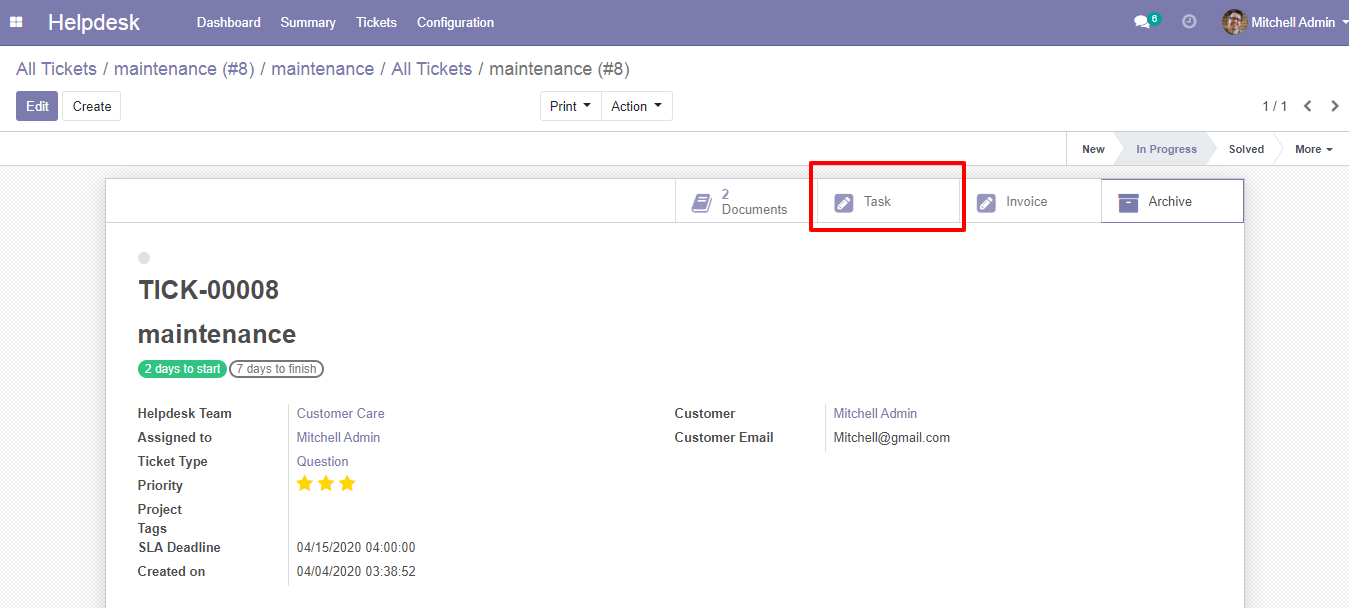 Helpdesk Dashboard Summary Tickets Configuration 6 Mitchell Admin
All Tickets / maintenance (#8) / maintenance / All Tickets / maintenance (#8)
Edit Create Print Action 1 / 1
New In Progress Solved More
2
Documents Task Invoice Archive
TICK-00008
maintenance
2 days to start 7 days to finish
Helpdesk Team Customer Care Customer Mitchell Admin
Assigned to Mitchell Admin Customer Email Mitchell@gmail.com
Ticket Type Question
Priority
Project
Tags
SLA Deadline 04/15/2020 04:00:00
Created on 04/04/2020 03:38:52